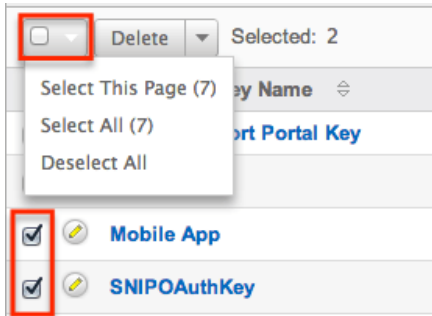 Delete Selected: 2
Select This Page (7)
ey Name
Select All (7)
ort Portal Key
Deselect All
Mobile App
SNIPOAuthKey